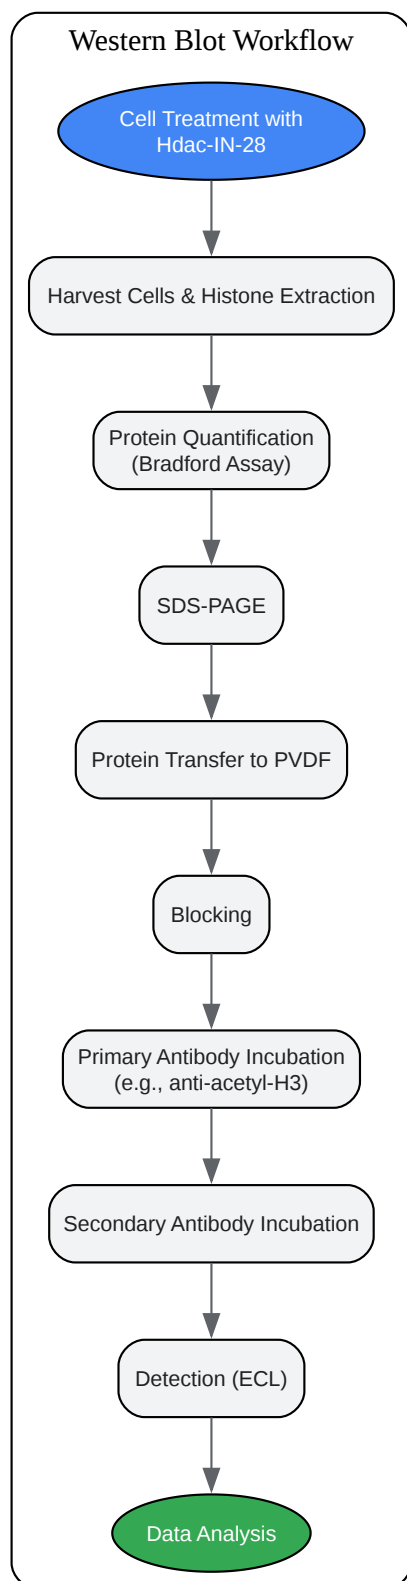 Western Blot Workflow
Cell Treatment with
Hdac-IN-28
Harvest Cells & Histone Extraction
Protein Quantification
(Bradford Assay)
SDS-PAGE
Protein Transfer to PVDF
Blocking
Primary Antibody Incubation
(e.g., anti-acetyl-H3)
Secondary Antibody Incubation
Detection (ECL)
Data Analysis